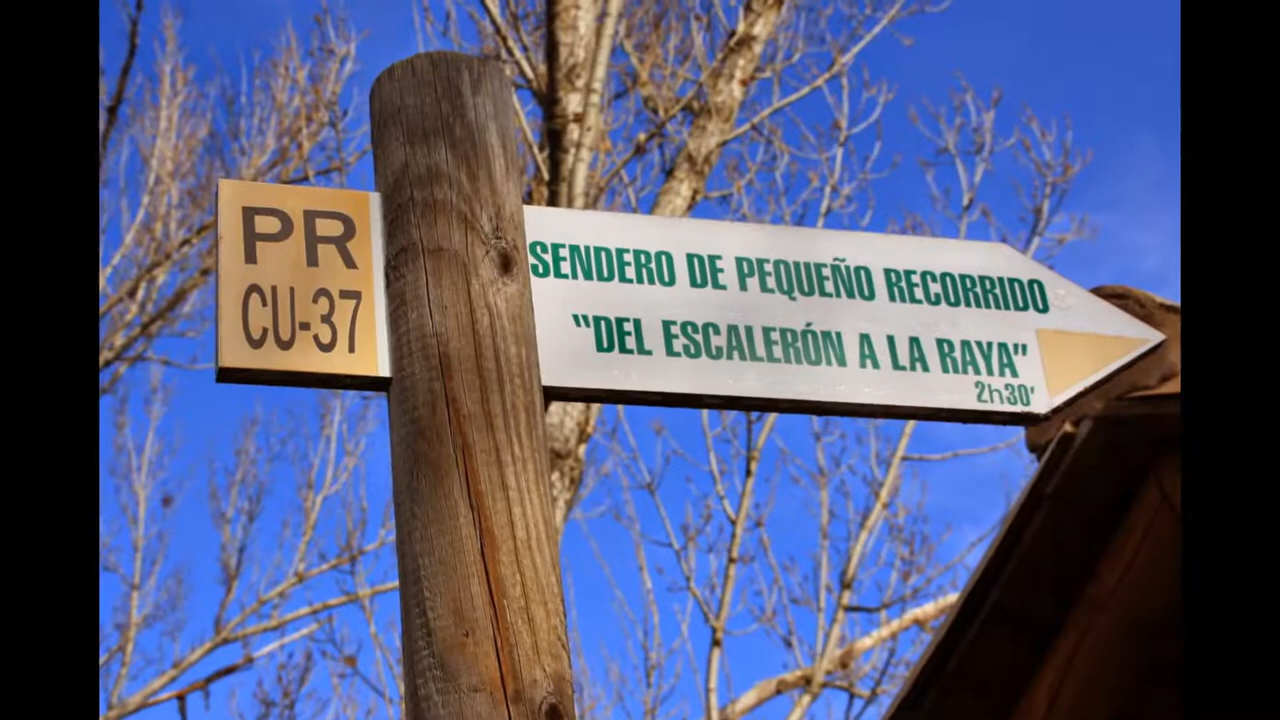 PR
CU-37
SENDERO DE PEQUEÑO RECORRIDO
"DEL ESCALERÓN A LA RAYA"
2h30'